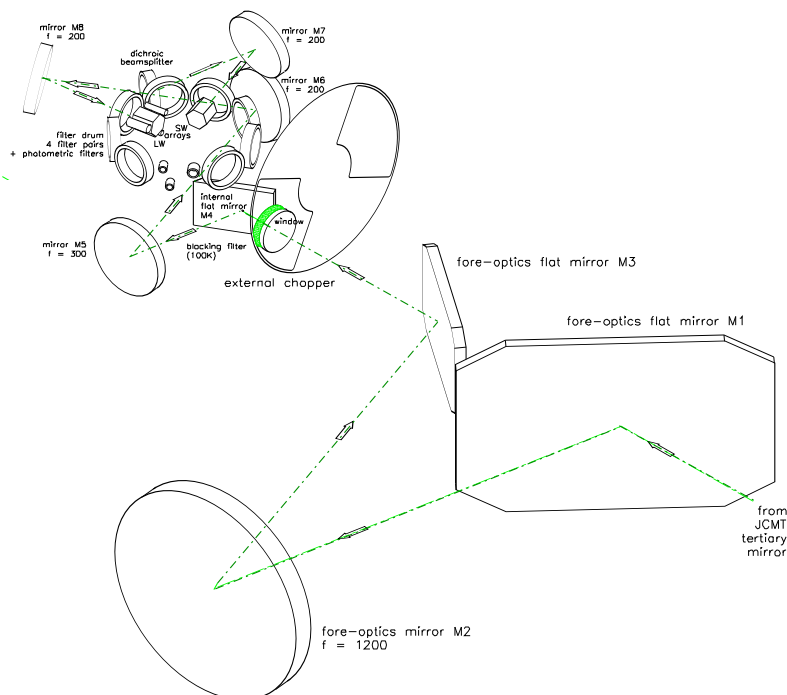 mirror M8
f = 200
mirror M7
f = 200
dichroic
beamsplitter
mirror M6
f = 200
SW
arrays
LW
filter drum
4 filter pairs
+ photometric filters
internal
flat mirror
M4
window
mirror M5
f = 300
blacking filter
(100K)
external chopper
fore-optics flat mirror M3
fore-optics flat mirror M1
from
JCMT
tertiary
mirror
fore-optics mirror M2
f = 1200